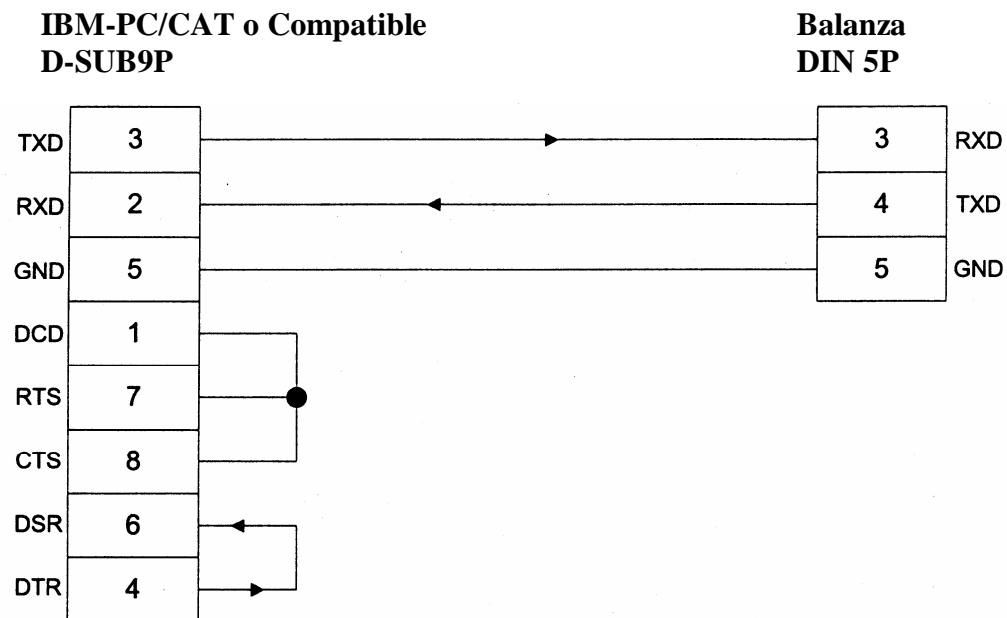 IBM-PC/CAT o Compatible
D-SUB9P
Balanza
DIN 5P
TXD 3 3 RXD
RXD 2 4 TXD
GND 5 5 GND
DCD 1
RTS 7
CTS 8
DSR 6
DTR 4